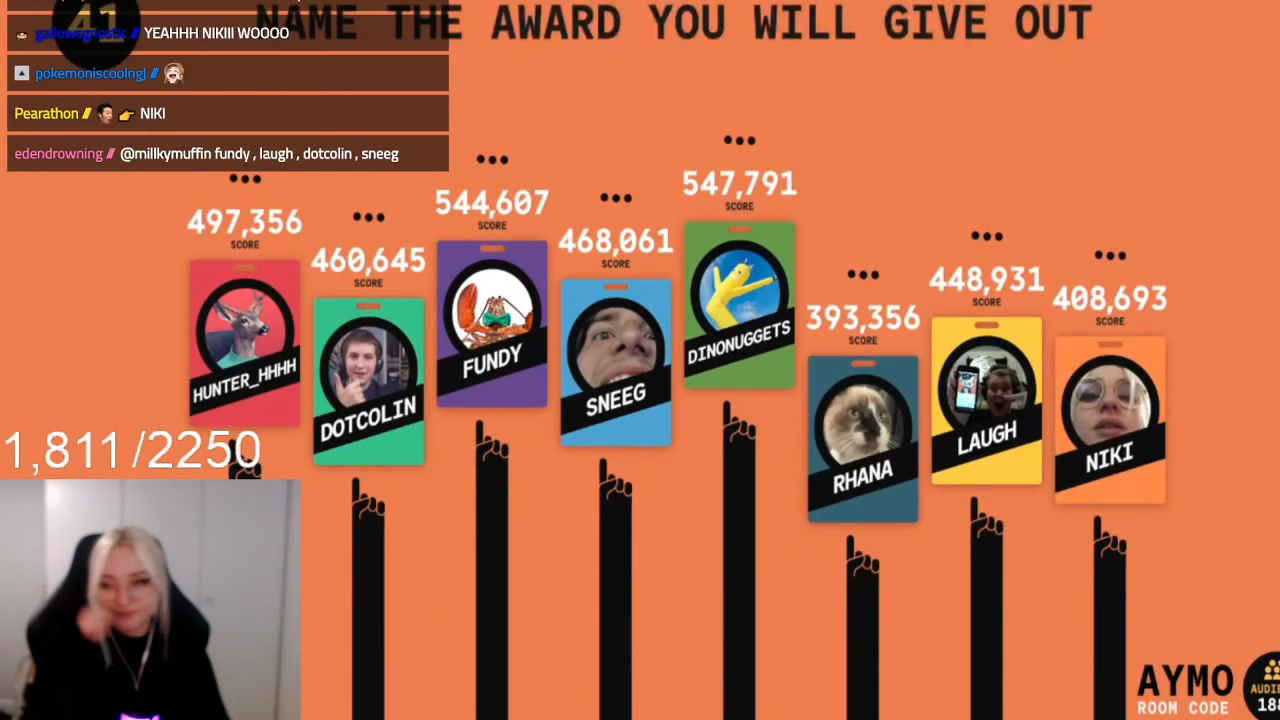 41
NAME THE AWARD YOU WILL GIVE OUT
YEAHHH NIKIII WOOOO
pokemoniscoolngl //
Pearathon // NIKI
edendrowning // @millkymuffin fundy , laugh , dotcolin , sneeg
497,356
SCORE
HUNTER_HHHH
460,645
SCORE
DOTCOLIN
544,607
SCORE
FUNDY
468,061
SCORE
SNEEG
547,791
SCORE
DINONUGGETS
393,356
SCORE
RHANA
448,931
SCORE
LAUGH
408,693
SCORE
NIKI
1,811 /2250
AYMO
ROOM CODE